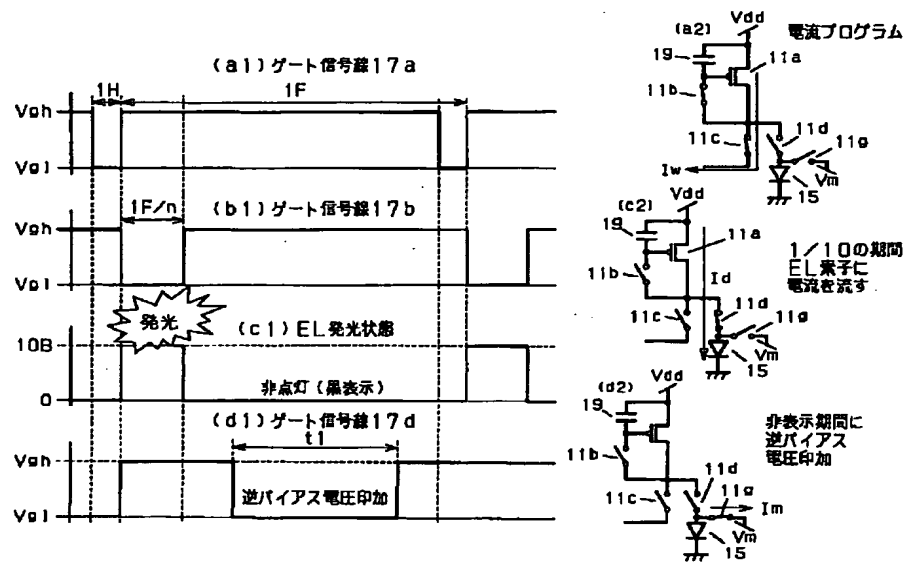 (a1)ゲート信号線17a
1H
1F
Vgh
Vgl
1F/n
(b1)ゲート信号線17b
Vgh
Vgl
発光
(c1)EL発光状態
10B
0
非点灯(黒表示)
(d1)ゲート信号線17d
t1
Vgh
Vgl
逆バイアス電圧印加
(a2)
Vdd
電流プログラム
19
11a
11b
11c
11d
11g
Iw
Vm
15
(c2)
Vdd
19
11a
1/10の期間
EL素子に
電流を流す
11b
Id
11c
11d
11g
Vm
15
(d2)
Vdd
19
非表示期間に
逆バイアス
電圧印加
11b
11d
11c
11g
Im
Vm
15